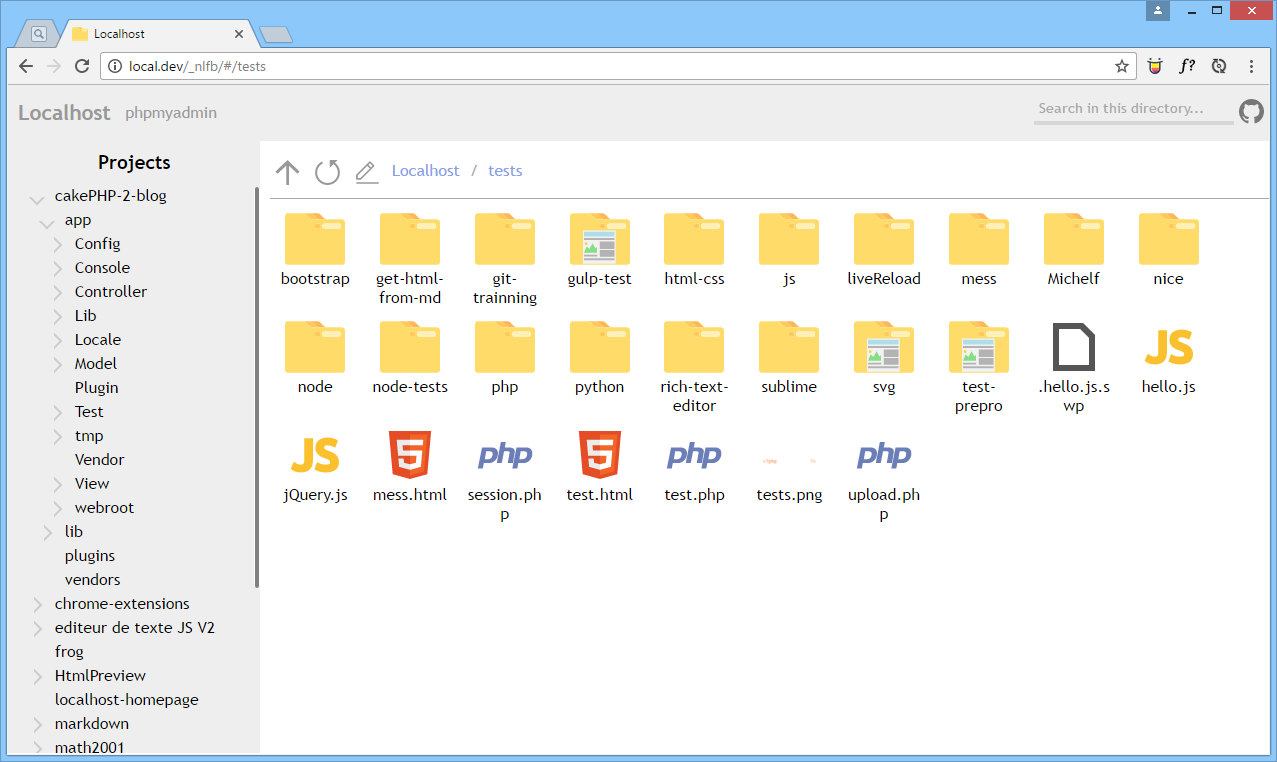 Localhost
local.dev/_nlfb/#/tests
f?
Localhost phpmyadmin
Search in this directory...
Projects
cakePHP-2-blog
app
Config
Console
Controller
Lib
Locale
Model
Plugin
Test
tmp
Vendor
View
webroot
lib
plugins
vendors
chrome-extensions
editeur de texte JS V2
frog
HtmlPreview
localhost-homepage
markdown
math2001
Localhost / tests
bootstrap
get-html-
from-md
git-
trainning
gulp-test
html-css
js
liveReload
mess
Michelf
nice
node
node-tests
php
python
rich-text-
editor
sublime
svg
test-
prepro
.hello.js.s
wp
JS
hello.js
JS
jQuery.js
5
mess.html
php
session.ph
p
5
test.html
php
test.php
tests.png
php
upload.ph
p